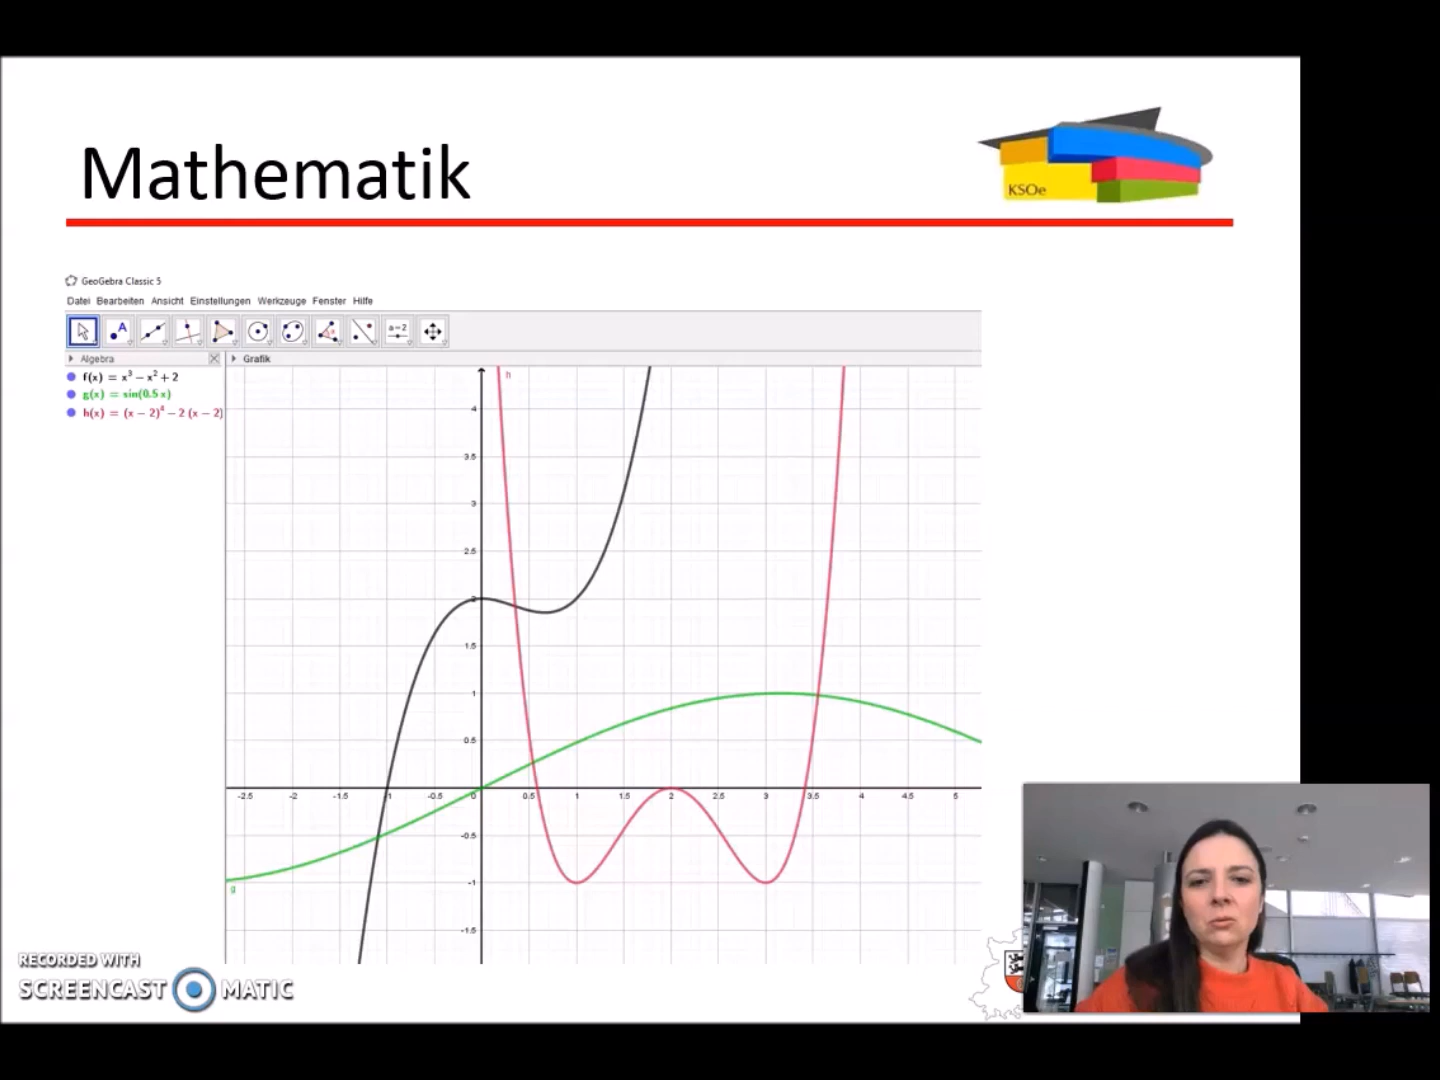 Mathematik
KSOe
GeoGebra Classic 5
Datei Bearbeiten Ansicht Einstellungen Werkzeuge Fenster Hilfe
A
a=2
Algebra
Grafik
f(x) = x³ − x² + 2
g(x) = sin(0.5 x)
h(x) = (x − 2)⁴ − 2 (x − 2)
h
4
3.5
3
2.5
2
1.5
1
0.5
-2.5 -2 -1.5 -1 -0.5 0 0.5 1 1.5 2 2.5 3 3.5 4 4.5 5
-0.5
-1
g
-1.5
RECORDED WITH
SCREENCAST MATIC